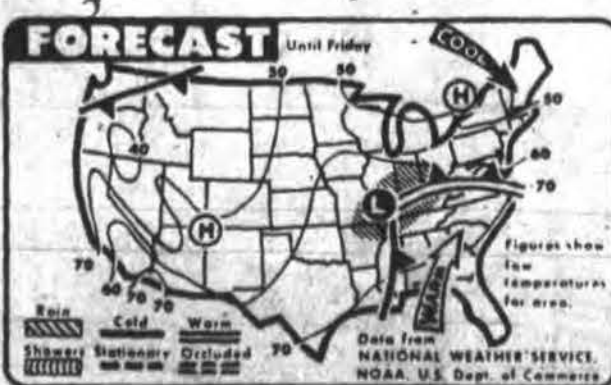 FORECAST Until Friday
COOL
50 50 H
50
40
60
70
L
H
Figures show
low
temperatures
for area.
70
60
70 70
WARM
70
Rain Cold Warm
Showers Stationary Occluded
Data from
NATIONAL WEATHER SERVICE,
NOAA, U.S. Dept. of Commerce